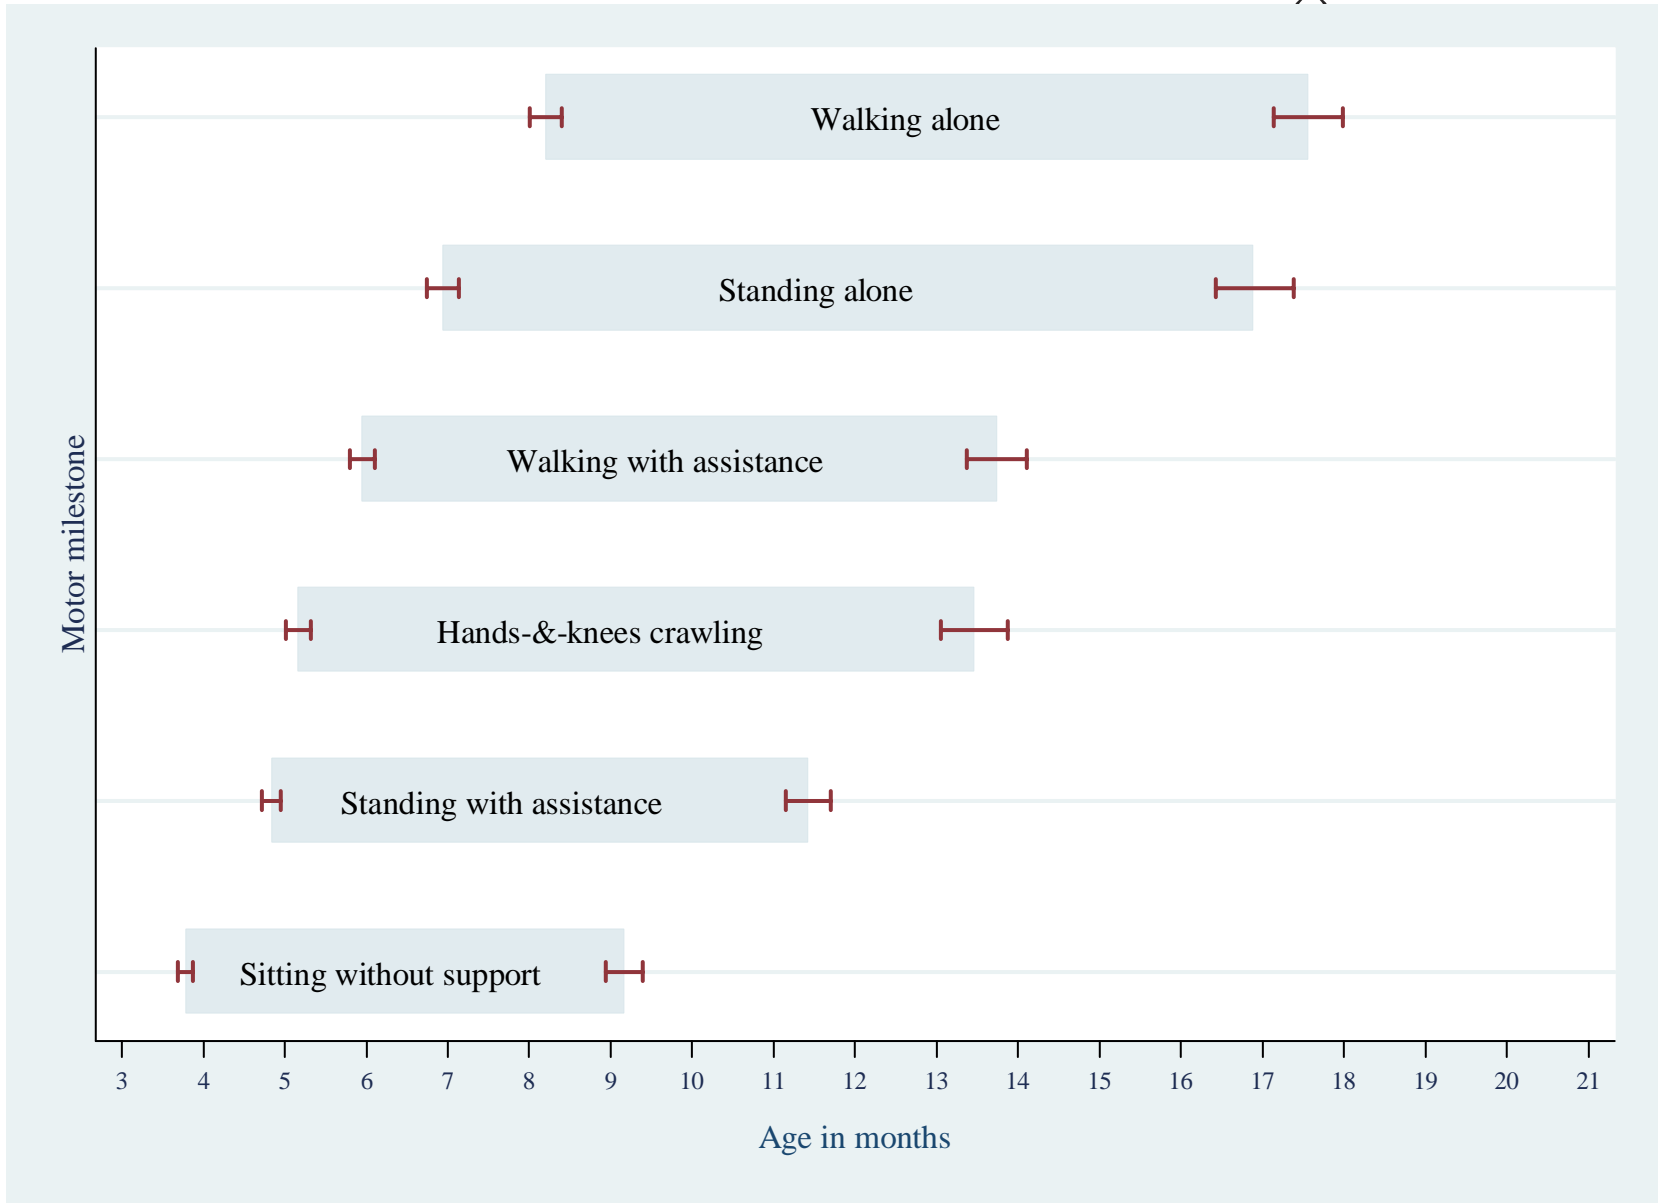 Walking alone
Standing alone
Walking with assistance
Hands-&-knees crawling
Standing with assistance
Sitting without support
Motor milestone
3 4 5 6 7 8 9 10 11 12 13 14 15 16 17 18 19 20 21
Age in months